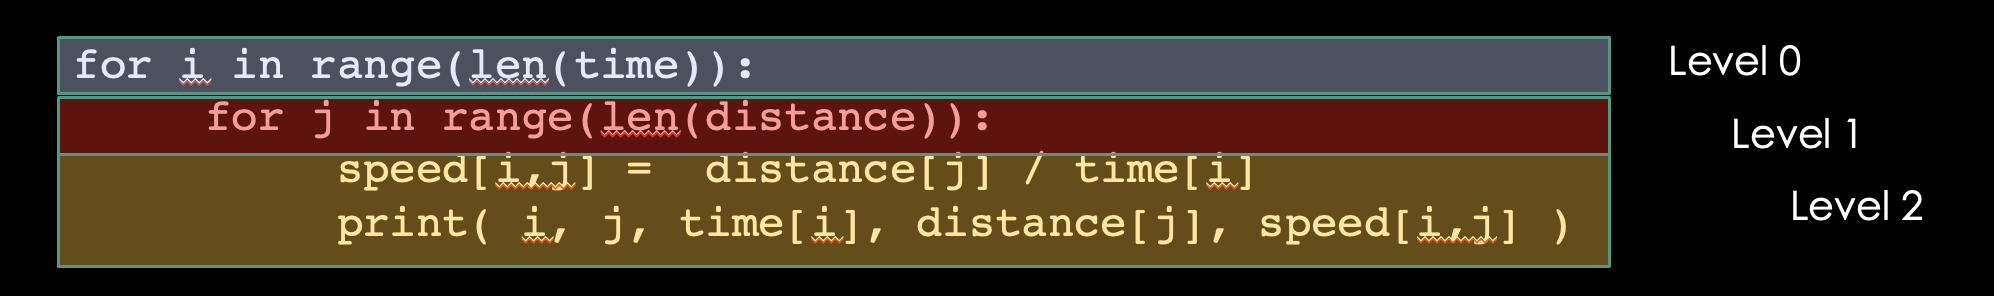 for i in range(len(time)):
Level 0
for j in range(len(distance)):
Level 1
speed[i,j] =  distance[j] / time[i]
Level 2
print( i, j, time[i], distance[j], speed[i,j] )